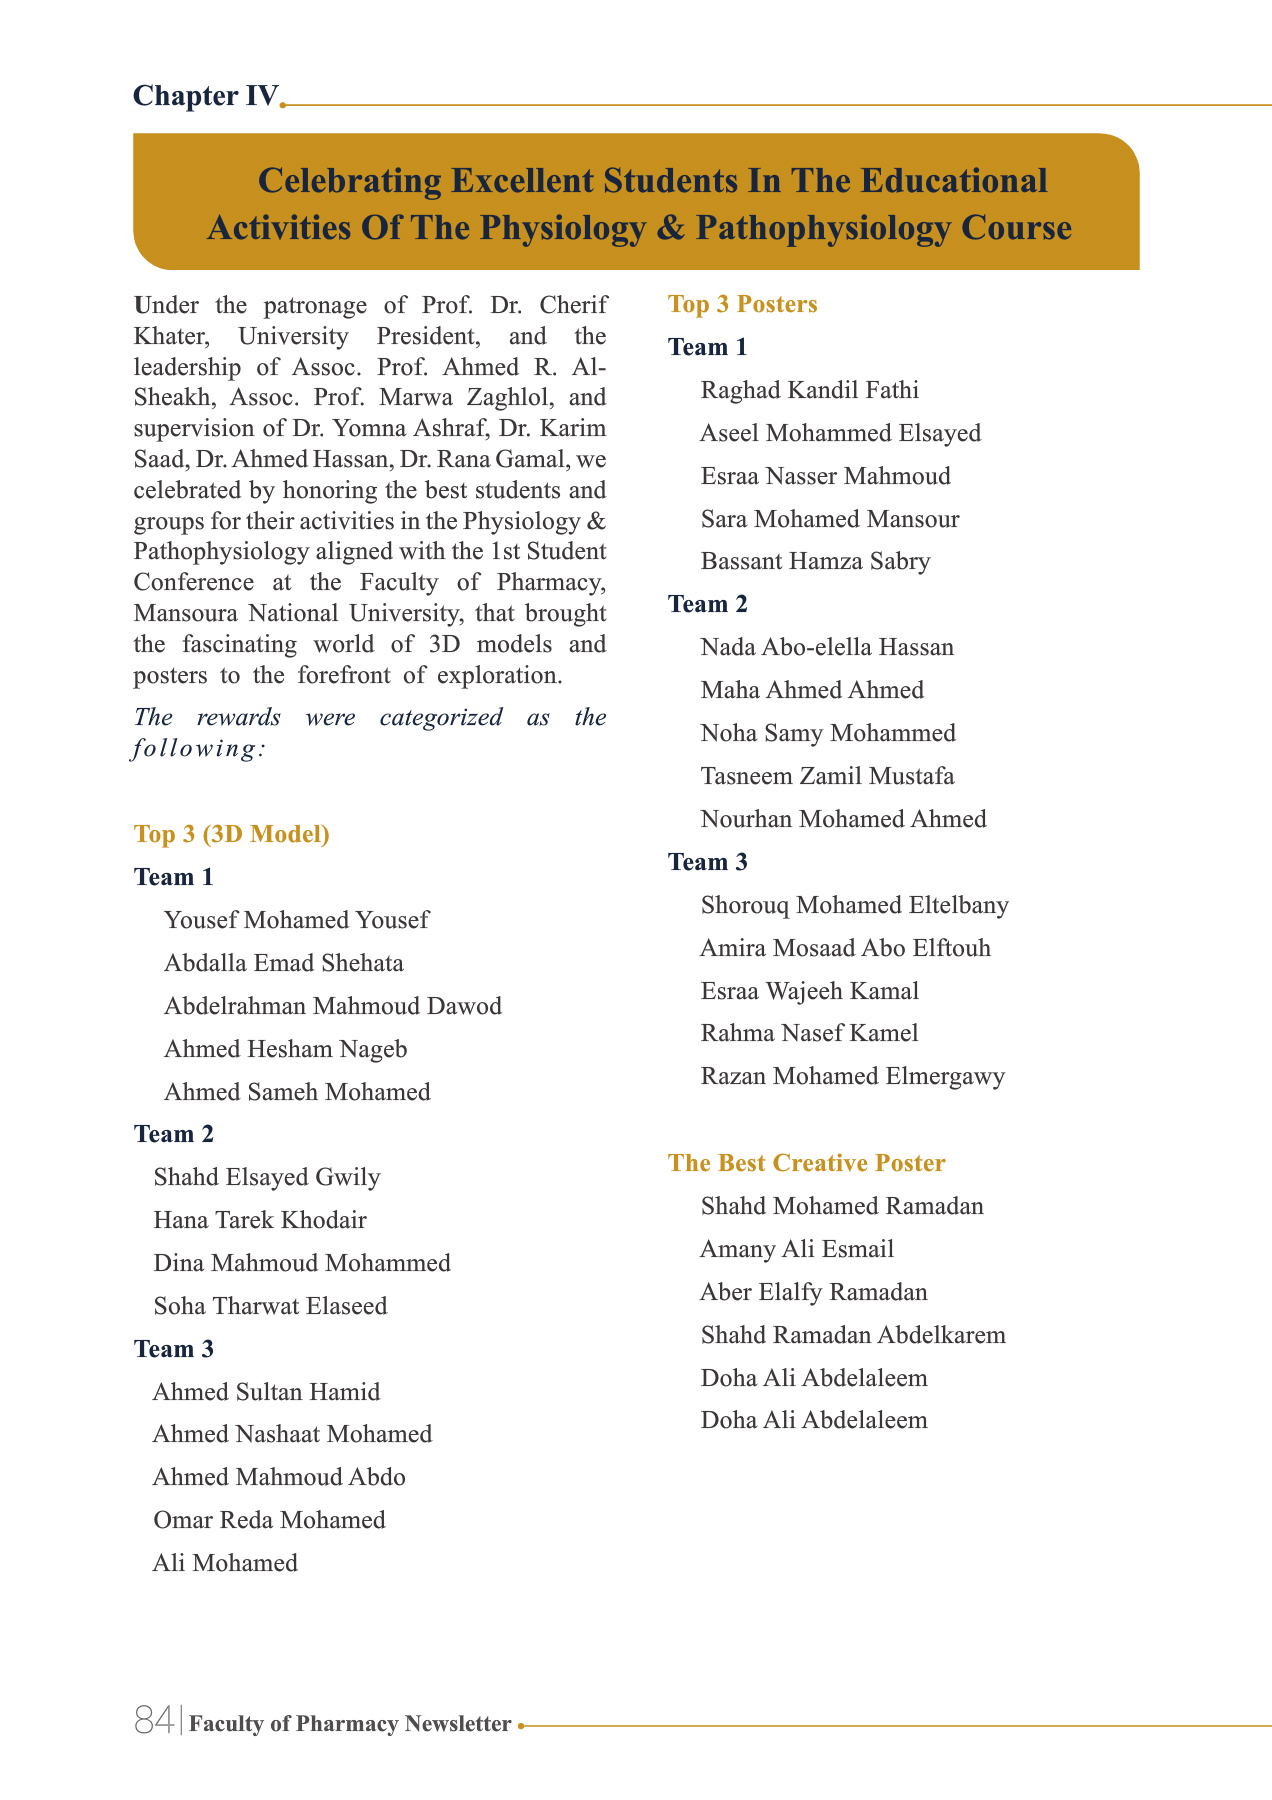 Chapter IV
Celebrating Excellent Students In The Educational
Activities Of The Physiology & Pathophysiology Course
Under the patronage of Prof. Dr. Cherif
Khater, University President, and the
leadership of Assoc. Prof. Ahmed R. Al-
Sheakh, Assoc. Prof. Marwa Zaghlol, and
supervision of Dr. Yomna Ashraf, Dr. Karim
Saad, Dr. Ahmed Hassan, Dr. Rana Gamal, we
celebrated by honoring the best students and
groups for their activities in the Physiology &
Pathophysiology aligned with the 1st Student
Conference at the Faculty of Pharmacy,
Mansoura National University, that brought
the fascinating world of 3D models and
posters to the forefront of exploration.
The rewards were categorized as the
following:
Top 3 (3D Model)
Team 1
Yousef Mohamed Yousef
Abdalla Emad Shehata
Abdelrahman Mahmoud Dawod
Ahmed Hesham Nageb
Ahmed Sameh Mohamed
Team 2
Shahd Elsayed Gwily
Hana Tarek Khodair
Dina Mahmoud Mohammed
Soha Tharwat Elaseed
Team 3
Ahmed Sultan Hamid
Ahmed Nashaat Mohamed
Ahmed Mahmoud Abdo
Omar Reda Mohamed
Ali Mohamed
Top 3 Posters
Team 1
Raghad Kandil Fathi
Aseel Mohammed Elsayed
Esraa Nasser Mahmoud
Sara Mohamed Mansour
Bassant Hamza Sabry
Team 2
Nada Abo-elella Hassan
Maha Ahmed Ahmed
Noha Samy Mohammed
Tasneem Zamil Mustafa
Nourhan Mohamed Ahmed
Team 3
Shorouq Mohamed Eltelbany
Amira Mosaad Abo Elftouh
Esraa Wajeeh Kamal
Rahma Nasef Kamel
Razan Mohamed Elmergawy
The Best Creative Poster
Shahd Mohamed Ramadan
Amany Ali Esmail
Aber Elalfy Ramadan
Shahd Ramadan Abdelkarem
Doha Ali Abdelaleem
Doha Ali Abdelaleem
84| Faculty of Pharmacy Newsletter